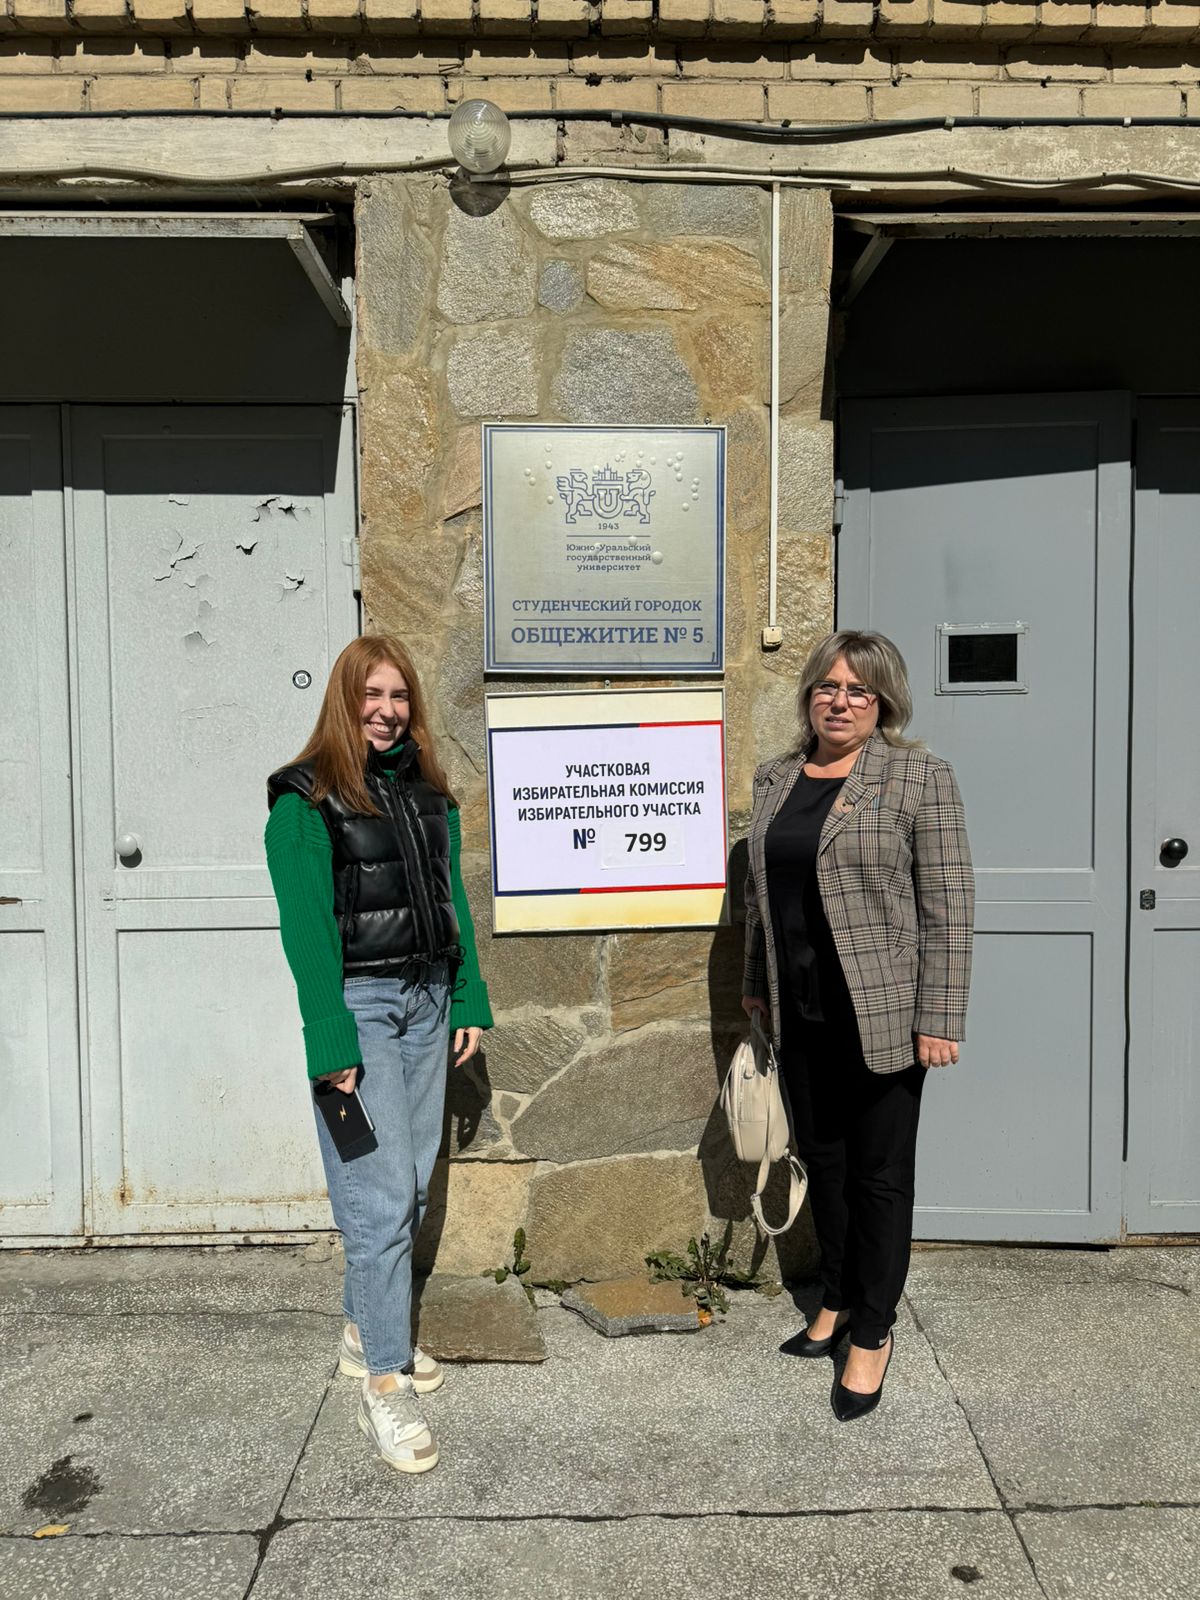 1943
Южно-Уральский
государственный
университет
СТУДЕНЧЕСКИЙ ГОРОДОК
ОБЩЕЖИТИЕ № 5
УЧАСТКОВАЯ
ИЗБИРАТЕЛЬНАЯ КОМИССИЯ
ИЗБИРАТЕЛЬНОГО УЧАСТКА
№ 799